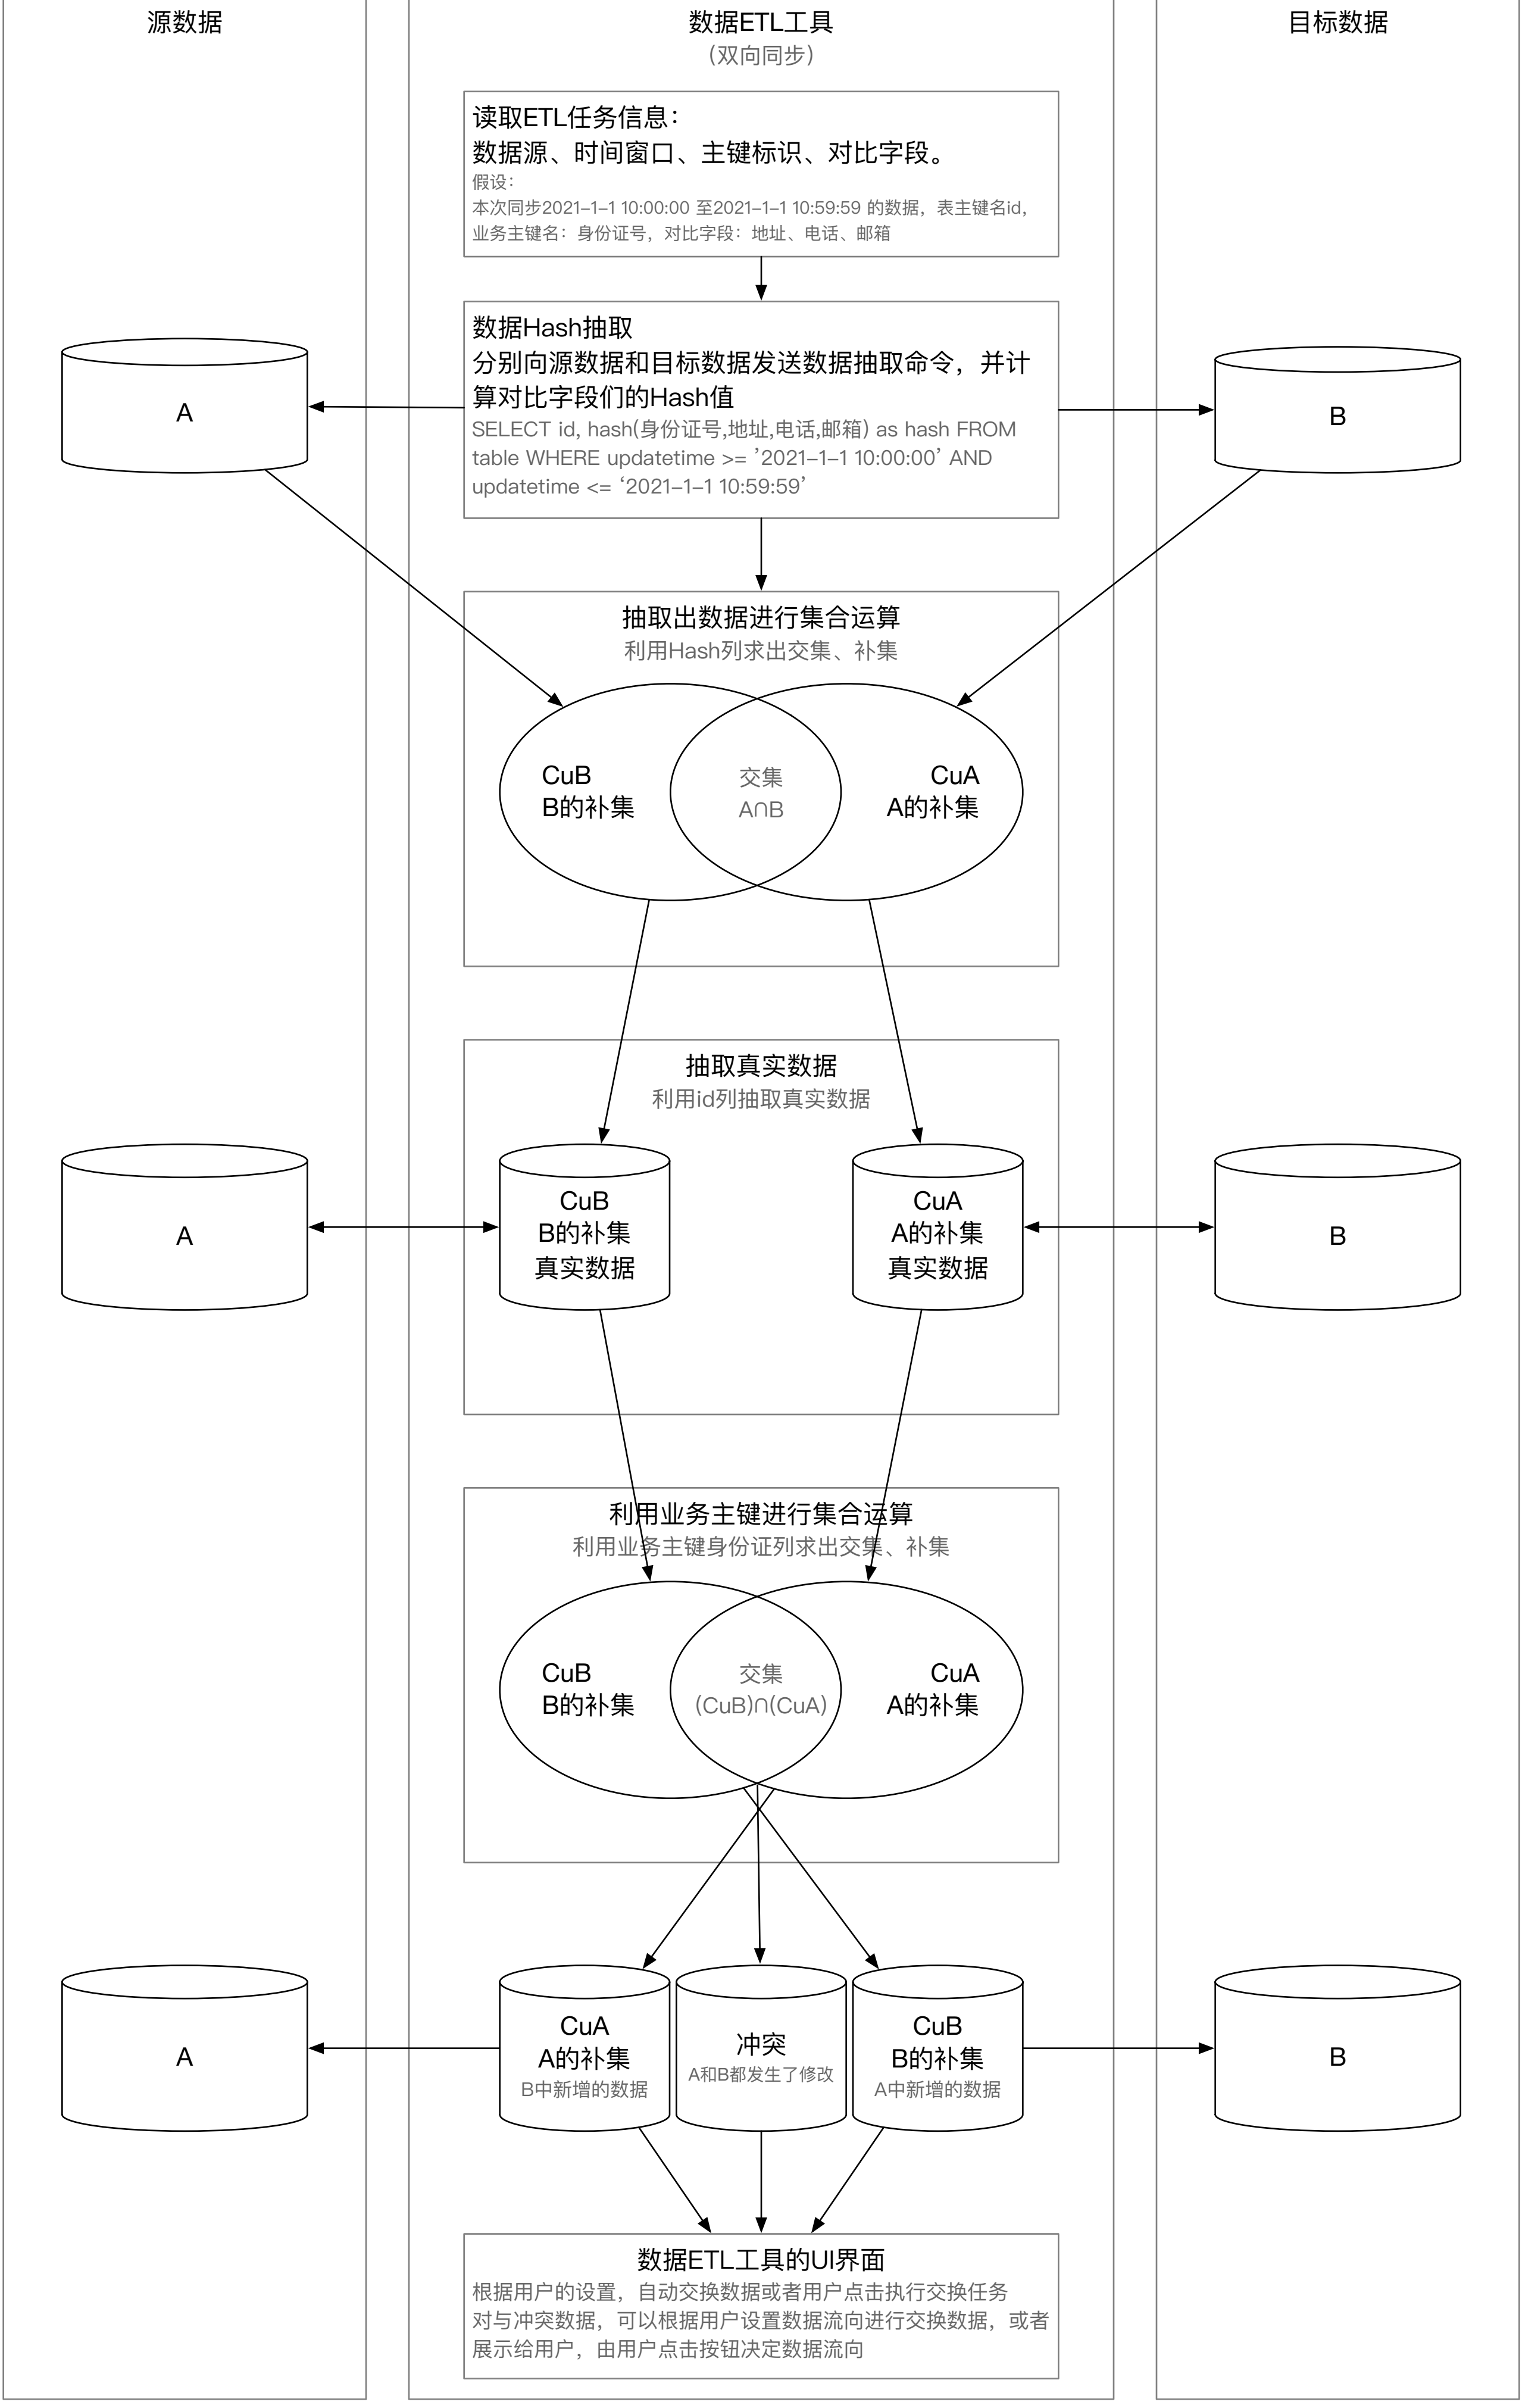 源数据
数据ETL工具
(双向同步)
目标数据
读取ETL任务信息：
数据源、时间窗口、主键标识、对比字段。
假设：
本次同步2021-1-1 10:00:00 至2021-1-1 10:59:59 的数据，表主键名id,
业务主键名：身份证号，对比字段：地址、电话、邮箱
数据Hash抽取
分别向源数据和目标数据发送数据抽取命令，并计
算对比字段们的Hash值
SELECT id, hash(身份证号,地址,电话,邮箱) as hash FROM
table WHERE updatetime >= ’2021-1-1 10:00:00’ AND
updatetime <= ‘2021-1-1 10:59:59’
A
B
抽取出数据进行集合运算
利用Hash列求出交集、补集
CuB
B的补集
交集
A∩B
CuA
A的补集
抽取真实数据
利用id列抽取真实数据
A
CuB
B的补集
真实数据
CuA
A的补集
真实数据
B
利用业务主键进行集合运算
利用业务主键身份证列求出交集、补集
CuB
B的补集
交集
(CuB)∩(CuA)
CuA
A的补集
A
CuA
A的补集
B中新增的数据
冲突
A和B都发生了修改
CuB
B的补集
A中新增的数据
B
数据ETL工具的UI界面
根据用户的设置，自动交换数据或者用户点击执行交换任务
对与冲突数据，可以根据用户设置数据流向进行交换数据，或者
展示给用户，由用户点击按钮决定数据流向